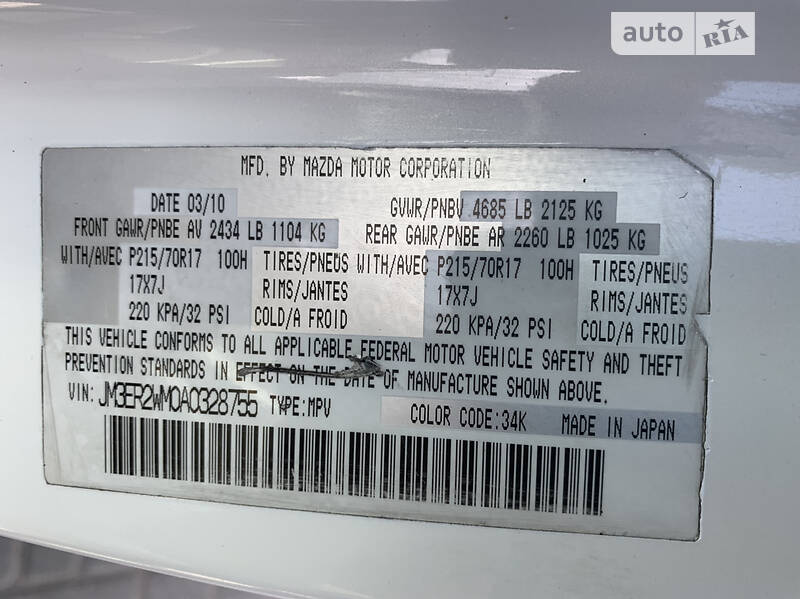 auto RIA
MFD. BY MAZDA MOTOR CORPORATION
DATE 03/10 GVWR/PNBV 4685 LB 2125 KG
FRONT GAWR/PNBE AV 2434 LB 1104 KG REAR GAWR/PNBE AR 2260 LB 1025 KG
WITH/AVEC P215/70R17 100H TIRES/PNEUS WITH/AVEC P215/70R17 100H TIRES/PNEUS
17X7J RIMS/JANTES 17X7J RIMS/JANTES
220 KPA/32 PSI COLD/A FROID 220 KPA/32 PSI COLD/A FROID
THIS VEHICLE CONFORMS TO ALL APPLICABLE FEDERAL MOTOR VEHICLE SAFETY AND THEFT
PREVENTION STANDARDS IN EFFECT ON THE DATE OF MANUFACTURE SHOWN ABOVE.
VIN: JM3ER2WM0A0328755 TYPE:MPV COLOR CODE:34K MADE IN JAPAN